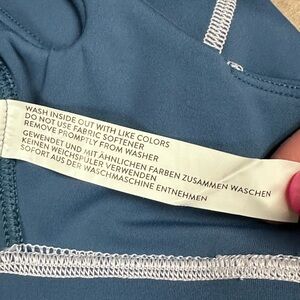 WASH INSIDE OUT WITH LIKE COLORS
DO NOT USE FABRIC SOFTENER
REMOVE PROMPTLY FROM WASHER
GEWENDET UND MIT ÄHNLICHEN FARBEN ZUSAMMEN WASCHEN
KEINEN WEICHSPÜLER VERWENDEN
SOFORT AUS DER WASCHMASCHINE ENTNEHMEN